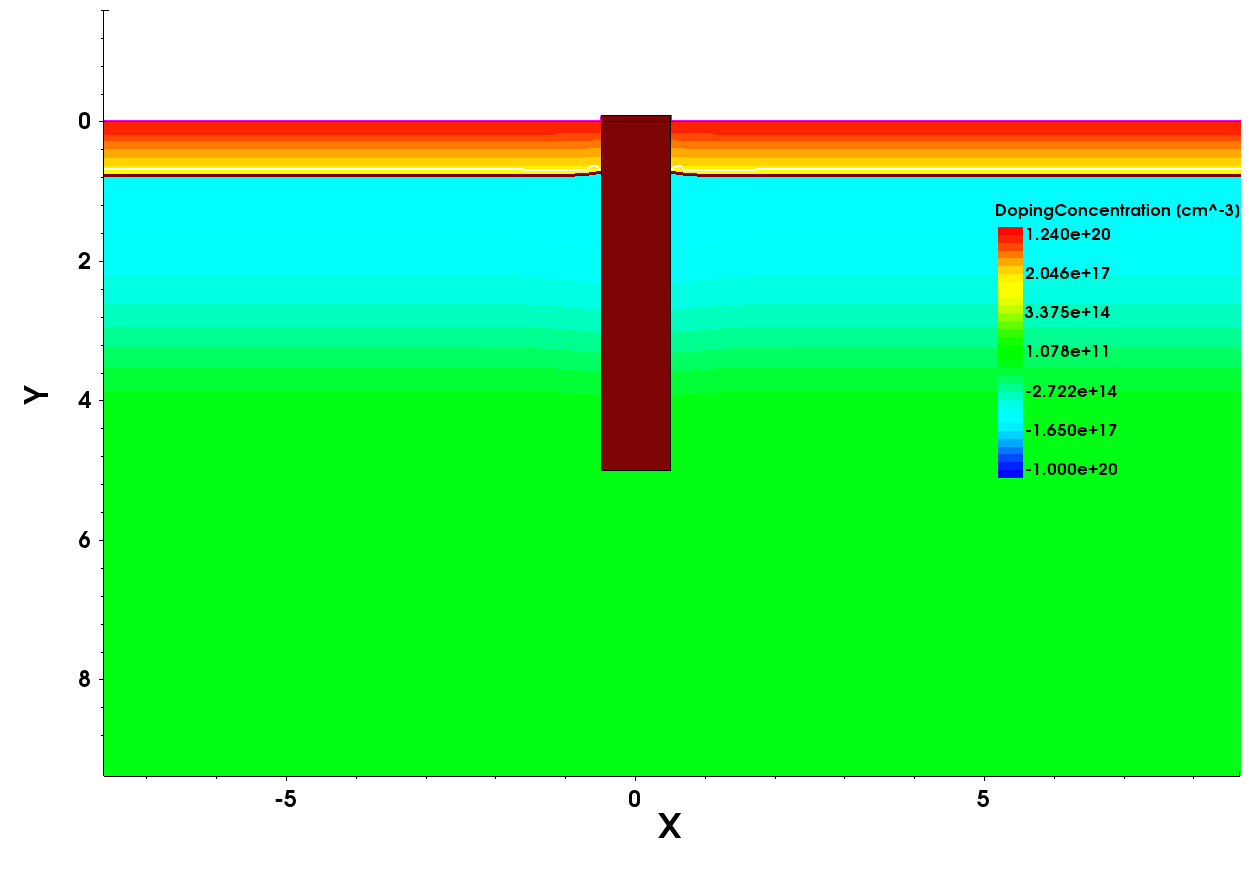 0
2
4
6
8
Y
DopingConcentration (cm^-3)
1.240e+20
2.046e+17
3.375e+14
1.078e+11
-2.722e+14
-1.650e+17
-1.000e+20
-5
0
5
X